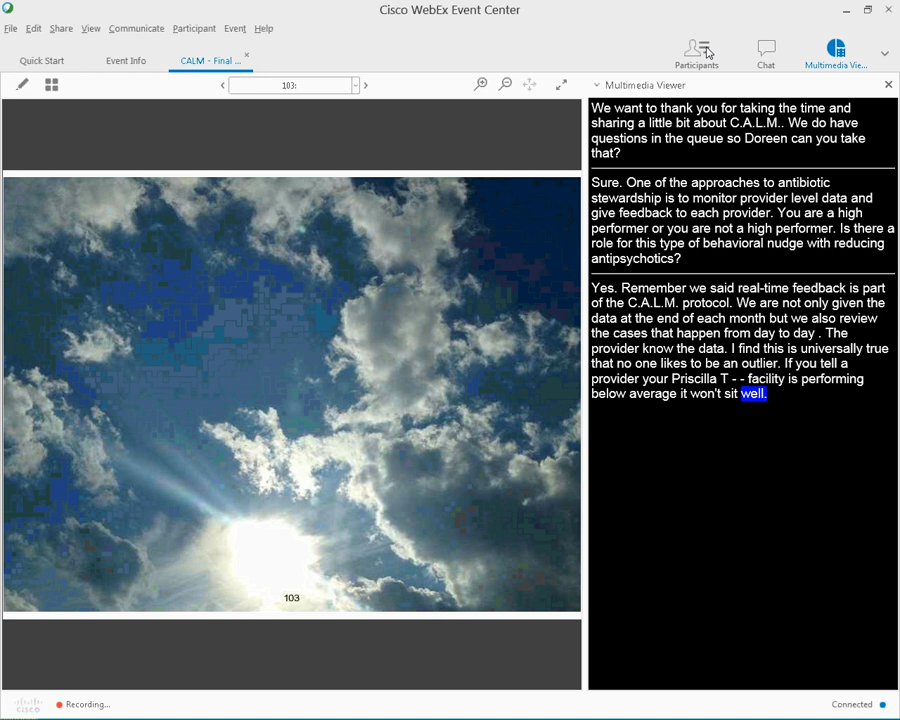 Cisco WebEx Event Center
File Edit Share View Communicate Participant Event Help
Quick Start Event Info CALM - Final ... Participants Chat Multimedia Vie...
103:
Multimedia Viewer
We want to thank you for taking the time and
sharing a little bit about C.A.L.M.. We do have
questions in the queue so Doreen can you take
that?
Sure. One of the approaches to antibiotic
stewardship is to monitor provider level data and
give feedback to each provider. You are a high
performer or you are not a high performer. Is there a
role for this type of behavioral nudge with reducing
antipsychotics?
Yes. Remember we said real-time feedback is part
of the C.A.L.M. protocol. We are not only given the
data at the end of each month but we also review
the cases that happen from day to day . The
provider know the data. I find this is universally true
that no one likes to be an outlier. If you tell a
provider your Priscilla T - - facility is performing
below average it won't sit well.
103
cisco
Recording...
Connected